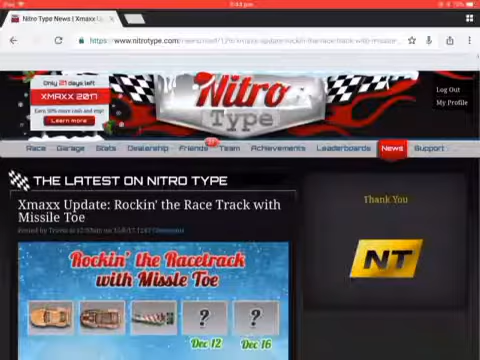 Nitro Type News | Xmaxx U
https://www.nitrotype.com
Only 21 days left
XMAXX 2017
Learn more
Nitro
Type
Log Out
My Profile
Race Garage Stats Dealership Friends Team Achievements Leaderboards News Support
THE LATEST ON NITRO TYPE
Xmaxx Update: Rockin' the Race Track with
Missile Toe
Thank You
Rockin' the Racetrack
with Missle Toe
NT
? ?
Dec 12 Dec 16